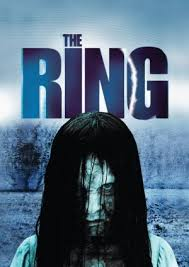 THE
RING